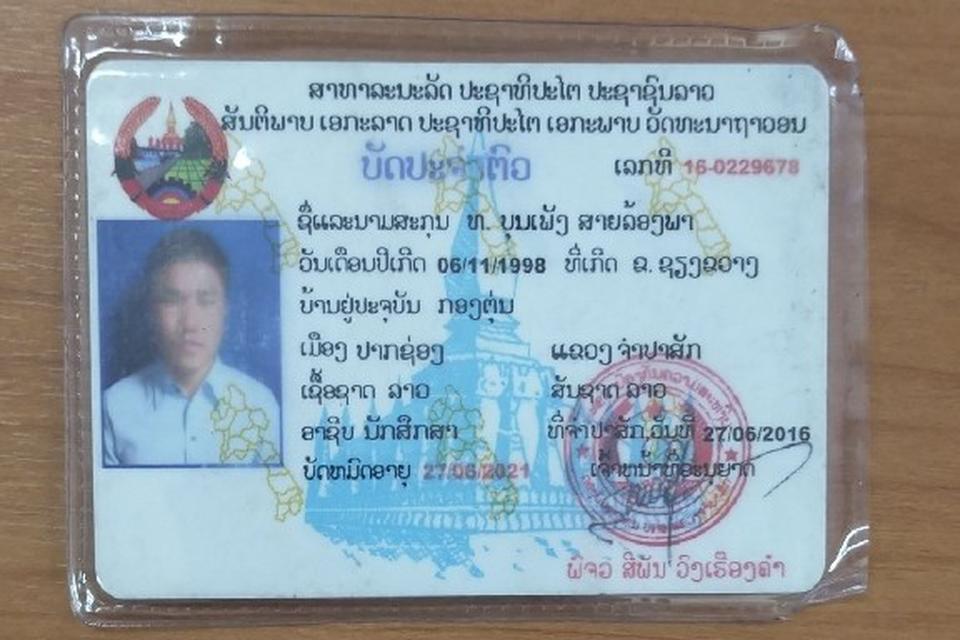 ສາທາລະນະລັດ ປະຊາທິປະໄຕ ປະຊາຊົນລາວ
ສັນຕິພາບ ເອກະລາດ ປະຊາທິປະໄຕ ເອກະພາບ ວັດທະນາຖາວອນ
ບັດປະຈຳຕົວ
ເລກທີ 16-0229678
ຊື່ແລະນາມສະກຸນ ທ. ບຸນເພັງ ສາຍລ້ອງພາ
ວັນເດືອນປີເກີດ 06/11/1998 ທີ່ເກີດ ຂ. ຊຽງຂວາງ
ບ້ານຢູ່ປະຈຸບັນ ກອງຕຸ່ນ
ເມືອງ ປາກຊ່ອງ ແຂວງ ຈໍາປາສັກ
ເຊື້ອຊາດ ລາວ ສັນຊາດ ລາວ
ອາຊີບ ນັກສຶກສາ ທີ່ຈໍາປາສັກ,ວັນທີ 27/06/2016
ບັດຫມົດອາຍຸ 27/06/2021 ເຈົ້າຫນ້າທີ່ອະນຸຍາດ
ພົຈວ ສີພັນ ວົງເຮືອງຄໍາ